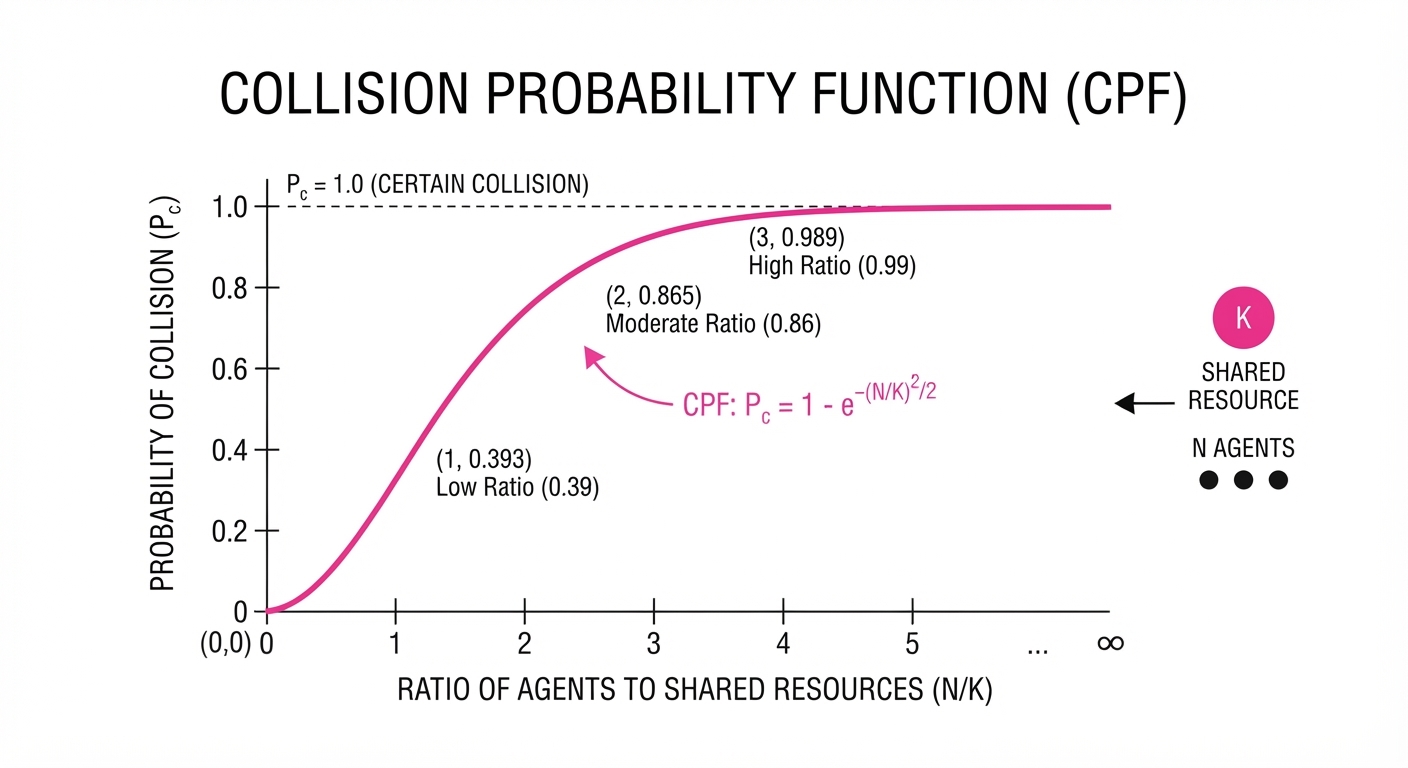 COLLISION PROBABILITY FUNCTION (CPF)
P_c = 1.0 (CERTAIN COLLISION)
PROBABILITY OF COLLISION (P_c)
1.0
0.8
0.6
0.4
0.2
0
(3, 0.989)
High Ratio (0.99)
(2, 0.865)
Moderate Ratio (0.86)
CPF: P_c = 1 - e^−(N/K)^2/2
(1, 0.393)
Low Ratio (0.39)
K
SHARED
RESOURCE
N AGENTS
(0,0) 0 1 2 3 4 5 ... ∞
RATIO OF AGENTS TO SHARED RESOURCES (N/K)